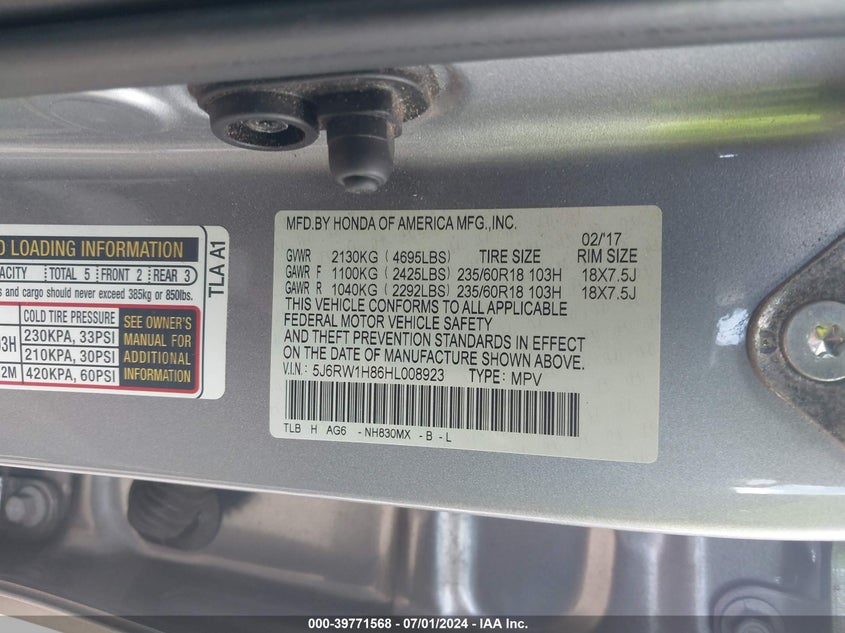 D LOADING INFORMATION
PACITY TOTAL 5 FRONT 2 REAR 3
s and cargo should never exceed 385kg or 850lbs.
COLD TIRE PRESSURE
03H 230KPA, 33PSI
210KPA, 30PSI
2M 420KPA, 60PSI
SEE OWNER'S
MANUAL FOR
ADDITIONAL
INFORMATION
TLA A1
MFD.BY HONDA OF AMERICA MFG.,INC.
02/'17
GVWR 2130KG (4695LBS) TIRE SIZE RIM SIZE
GAWR F 1100KG (2425LBS) 235/60R18 103H 18X7.5J
GAWR R 1040KG (2292LBS) 235/60R18 103H 18X7.5J
THIS VEHICLE CONFORMS TO ALL APPLICABLE
FEDERAL MOTOR VEHICLE SAFETY
AND THEFT PREVENTION STANDARDS IN EFFECT
ON THE DATE OF MANUFACTURE SHOWN ABOVE.
V.I.N: 5J6RW1H86HL008923 TYPE: MPV
TLB H AG6 -NH830MX -B -L
000-39771568 - 07/01/2024 - IAA Inc.